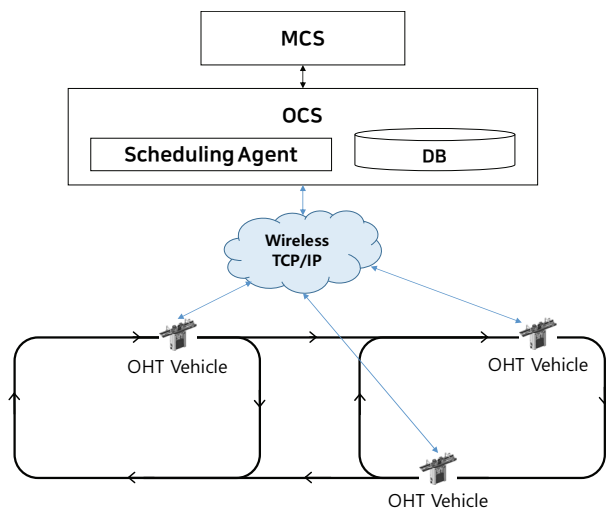 MCS
OCS
Scheduling Agent
DB
Wireless
TCP/IP
OHT Vehicle
OHT Vehicle
OHT Vehicle